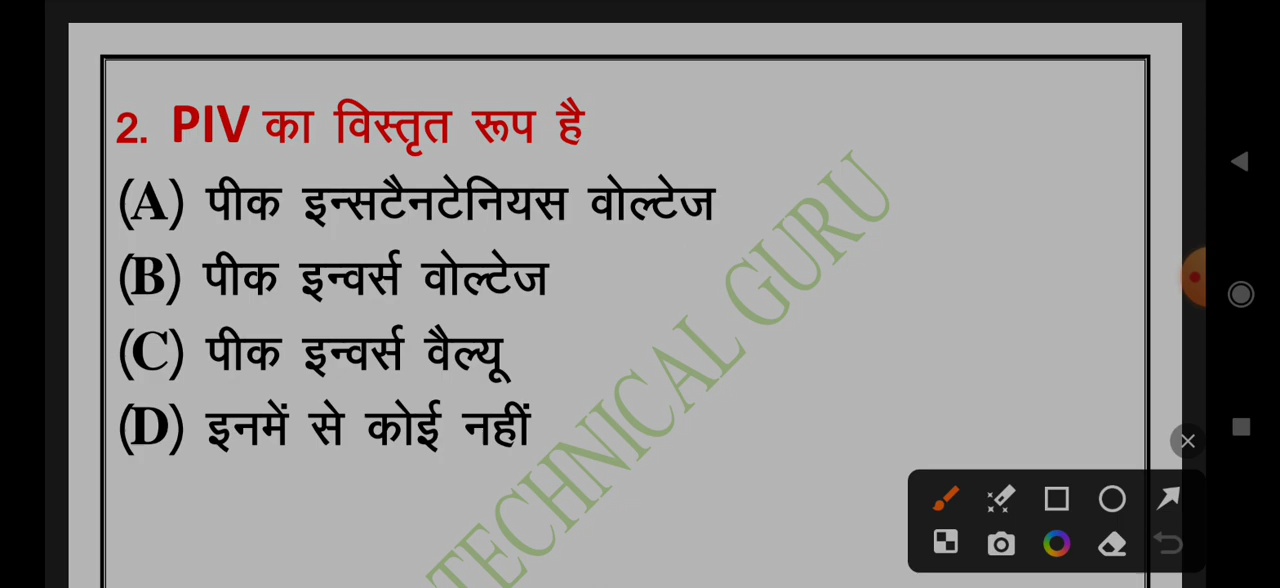 2. PIV का विस्तृत रूप है
(A) पीक इन्सटैनटेनियस वोल्टेज
(B) पीक इन्वर्स वोल्टेज
(C) पीक इन्वर्स वैल्यू
(D) इनमें से कोई नहीं
TECHNICAL GURU